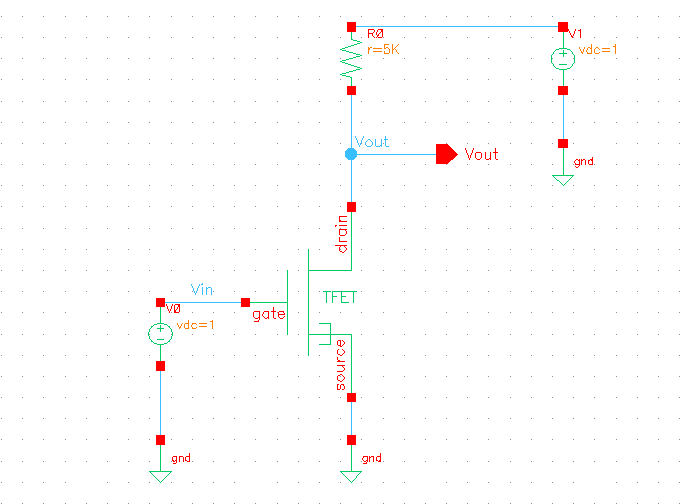 R0
r=5K
V1
vdc=1
Vout
Vout
gnd.
drain
Vin
TFET
V0
gate
vdc=1
source
gnd.
gnd.